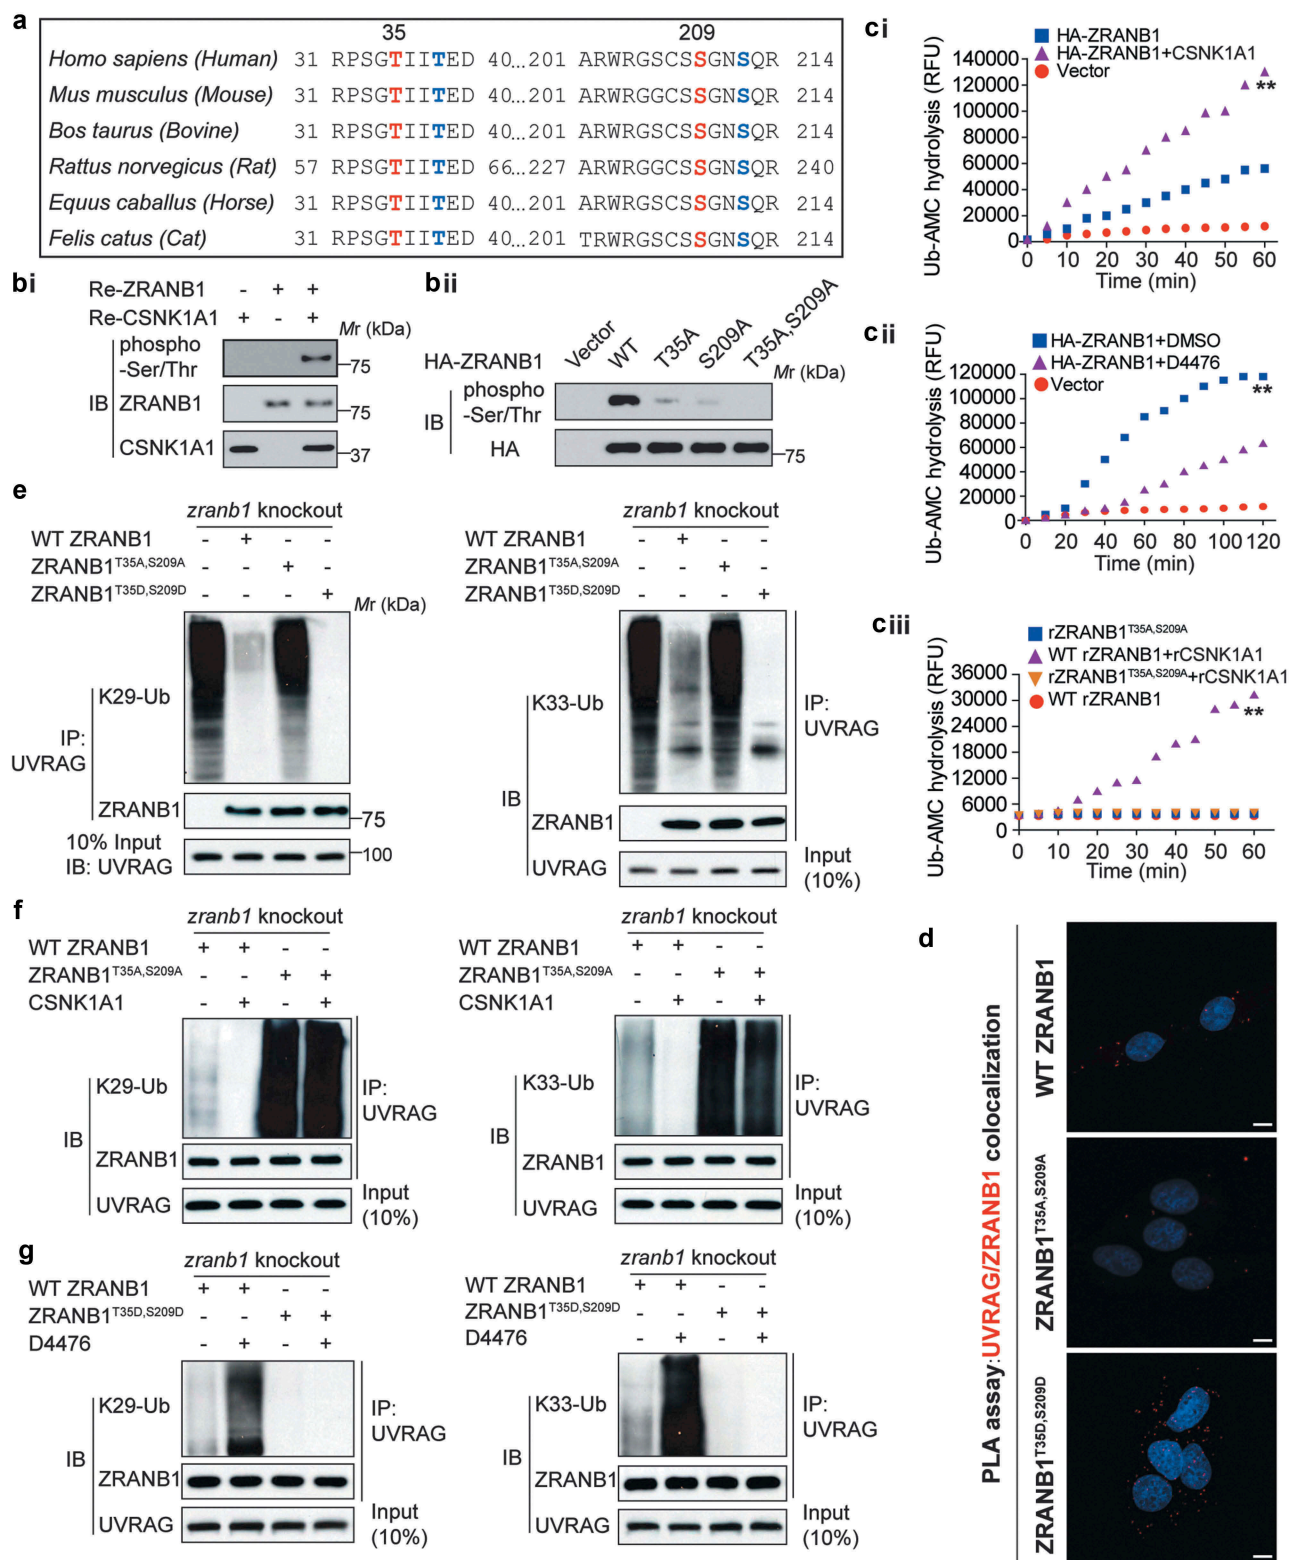 a
35 209
Homo sapiens (Human) 31 RPSGTIITED 40...201 ARWRGSCSSGNSQR 214
Mus musculus (Mouse) 31 RPSGTIITED 40...201 ARWRGGCSSGNSQR 214
Bos taurus (Bovine) 31 RPSGTIITED 40...201 ARWRGSCSSGNSQR 214
Rattus norvegicus (Rat) 57 RPSGTIITED 66...227 ARWRGGCSSGNSQR 240
Equus caballus (Horse) 31 RPSGTIITED 40...201 ARWRGSCSSGNSQR 214
Felis catus (Cat) 31 RPSGTIITED 40...201 TRWRGSCSSGNSQR 214
bi
Re-ZRANB1 - + +
Re-CSNK1A1 + - +
Mr (kDa)
phospho
-Ser/Thr
75
IB
ZRANB1
75
CSNK1A1
37
bii
HA-ZRANB1
Vector
WT
T35A
S209A
T35A,S209A
Mr (kDa)
phospho
-Ser/Thr
IB
HA
75
ci
HA-ZRANB1
HA-ZRANB1+CSNK1A1
Vector
Ub-AMC hydrolysis (RFU)
140000
120000
100000
80000
60000
40000
20000
0
**
0 10 20 30 40 50 60
Time (min)
cii
HA-ZRANB1+DMSO
HA-ZRANB1+D4476
Vector
Ub-AMC hydrolysis (RFU)
120000
100000
80000
60000
40000
20000
0
**
0 20 40 60 80 100 120
Time (min)
ciii
rZRANB1T35A,S209A
WT rZRANB1+rCSNK1A1
rZRANB1T35A,S209A+rCSNK1A1
WT rZRANB1
Ub-AMC hydrolysis (RFU)
36000
30000
24000
18000
12000
6000
0
**
0 10 20 30 40 50 60
Time (min)
d
PLA assay:UVRAG/ZRANB1 colocalization
WT ZRANB1
ZRANB1T35A,S209A
ZRANB1T35D,S209D
e
zranb1 knockout
WT ZRANB1 - + - -
ZRANB1T35A,S209A - - + -
ZRANB1T35D,S209D - - - +
Mr (kDa)
K29-Ub
IP:
UVRAG
ZRANB1
75
10% Input
IB: UVRAG
100
zranb1 knockout
WT ZRANB1 - + - -
ZRANB1T35A,S209A - - + -
ZRANB1T35D,S209D - - - +
K33-Ub
IP:
UVRAG
IB
ZRANB1
UVRAG
Input
(10%)
f
zranb1 knockout
WT ZRANB1 + + - -
ZRANB1T35A,S209A - - + +
CSNK1A1 - + - +
K29-Ub
IP:
UVRAG
IB
ZRANB1
UVRAG
Input
(10%)
zranb1 knockout
WT ZRANB1 + + - -
ZRANB1T35A,S209A - - + +
CSNK1A1 - + - +
K33-Ub
IP:
UVRAG
IB
ZRANB1
UVRAG
Input
(10%)
g
zranb1 knockout
WT ZRANB1 + + - -
ZRANB1T35D,S209D - - + +
D4476 - + - +
K29-Ub
IP:
UVRAG
IB
ZRANB1
UVRAG
Input
(10%)
zranb1 knockout
WT ZRANB1 + + - -
ZRANB1T35D,S209D - - + +
D4476 - + - +
K33-Ub
IP:
UVRAG
IB
ZRANB1
UVRAG
Input
(10%)